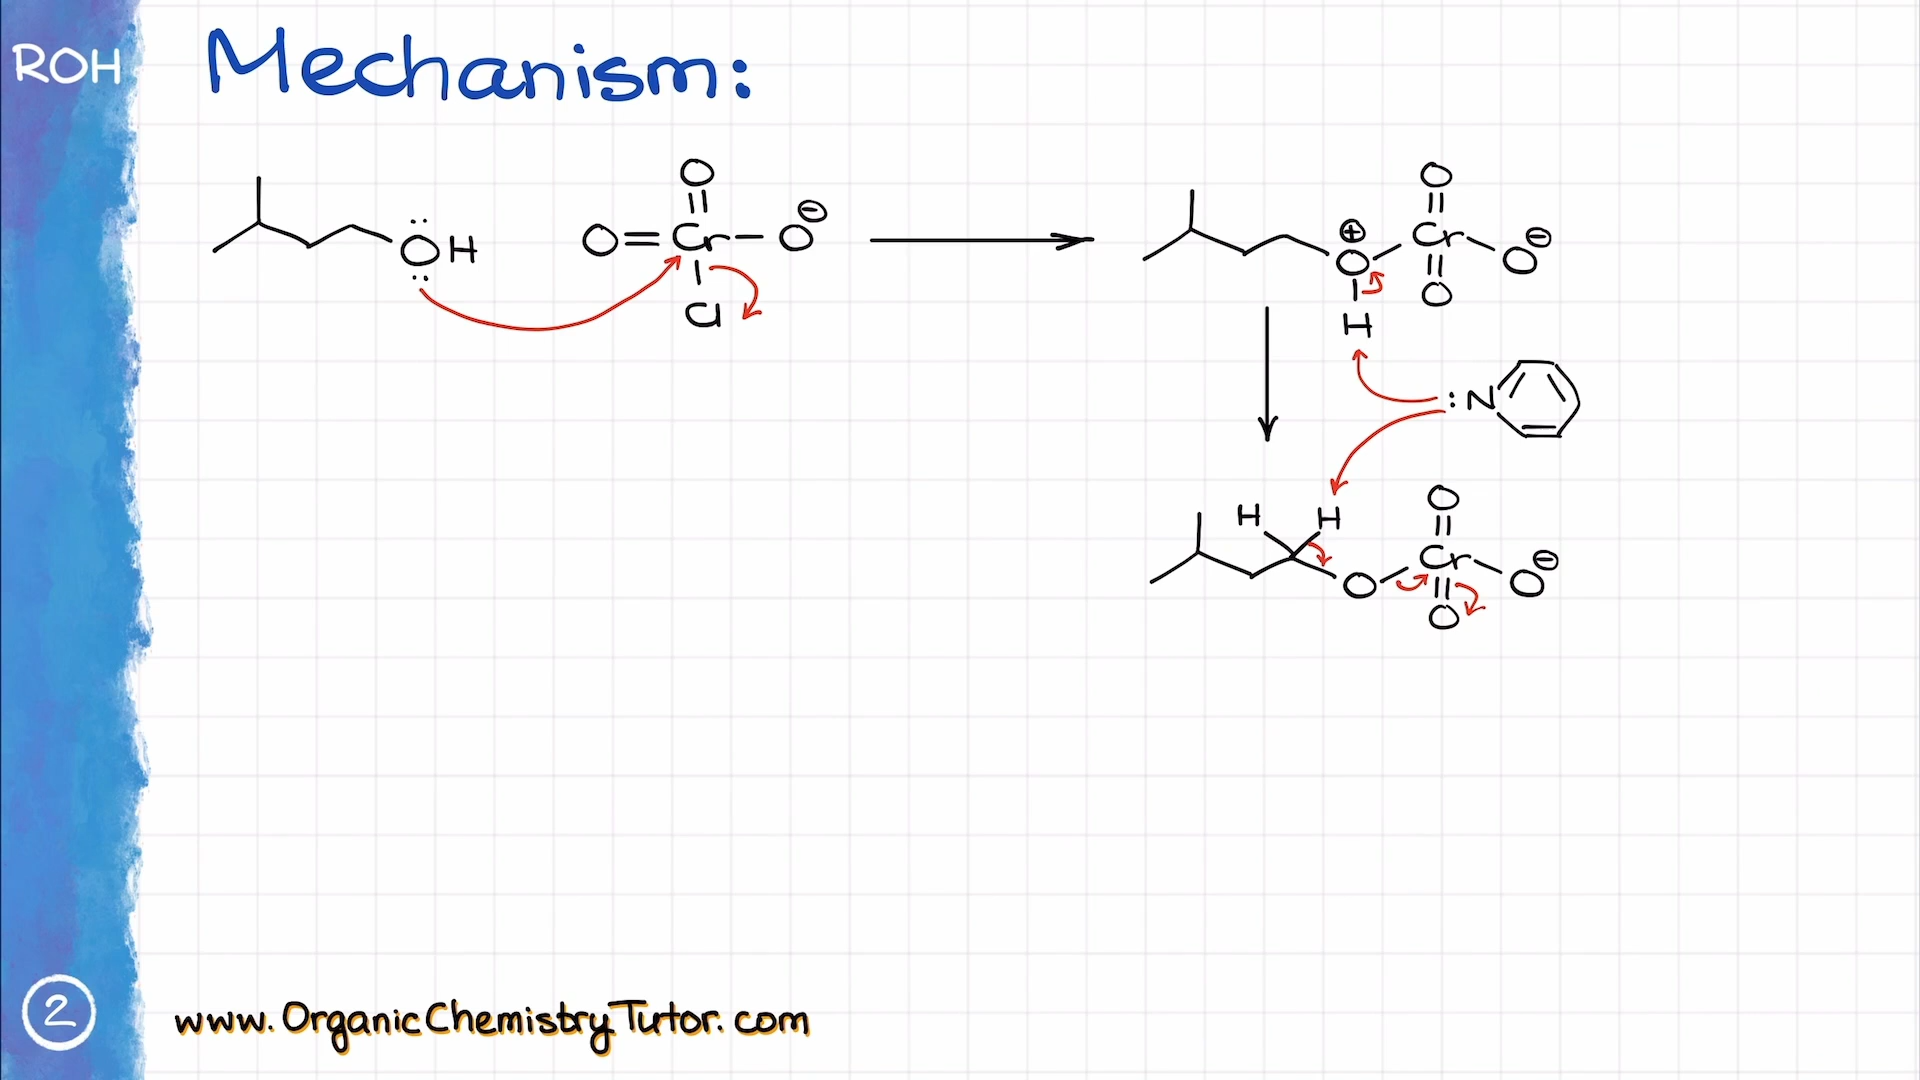 ROH
Mechanism:
O
O
O=Cr-O⊖
:
OH
:
Cl
O
⊕
Cr
O
O⊖
O
H
:N
H H
O
Cr
O
O⊖
O
2
www.OrganicChemistryTutor.com